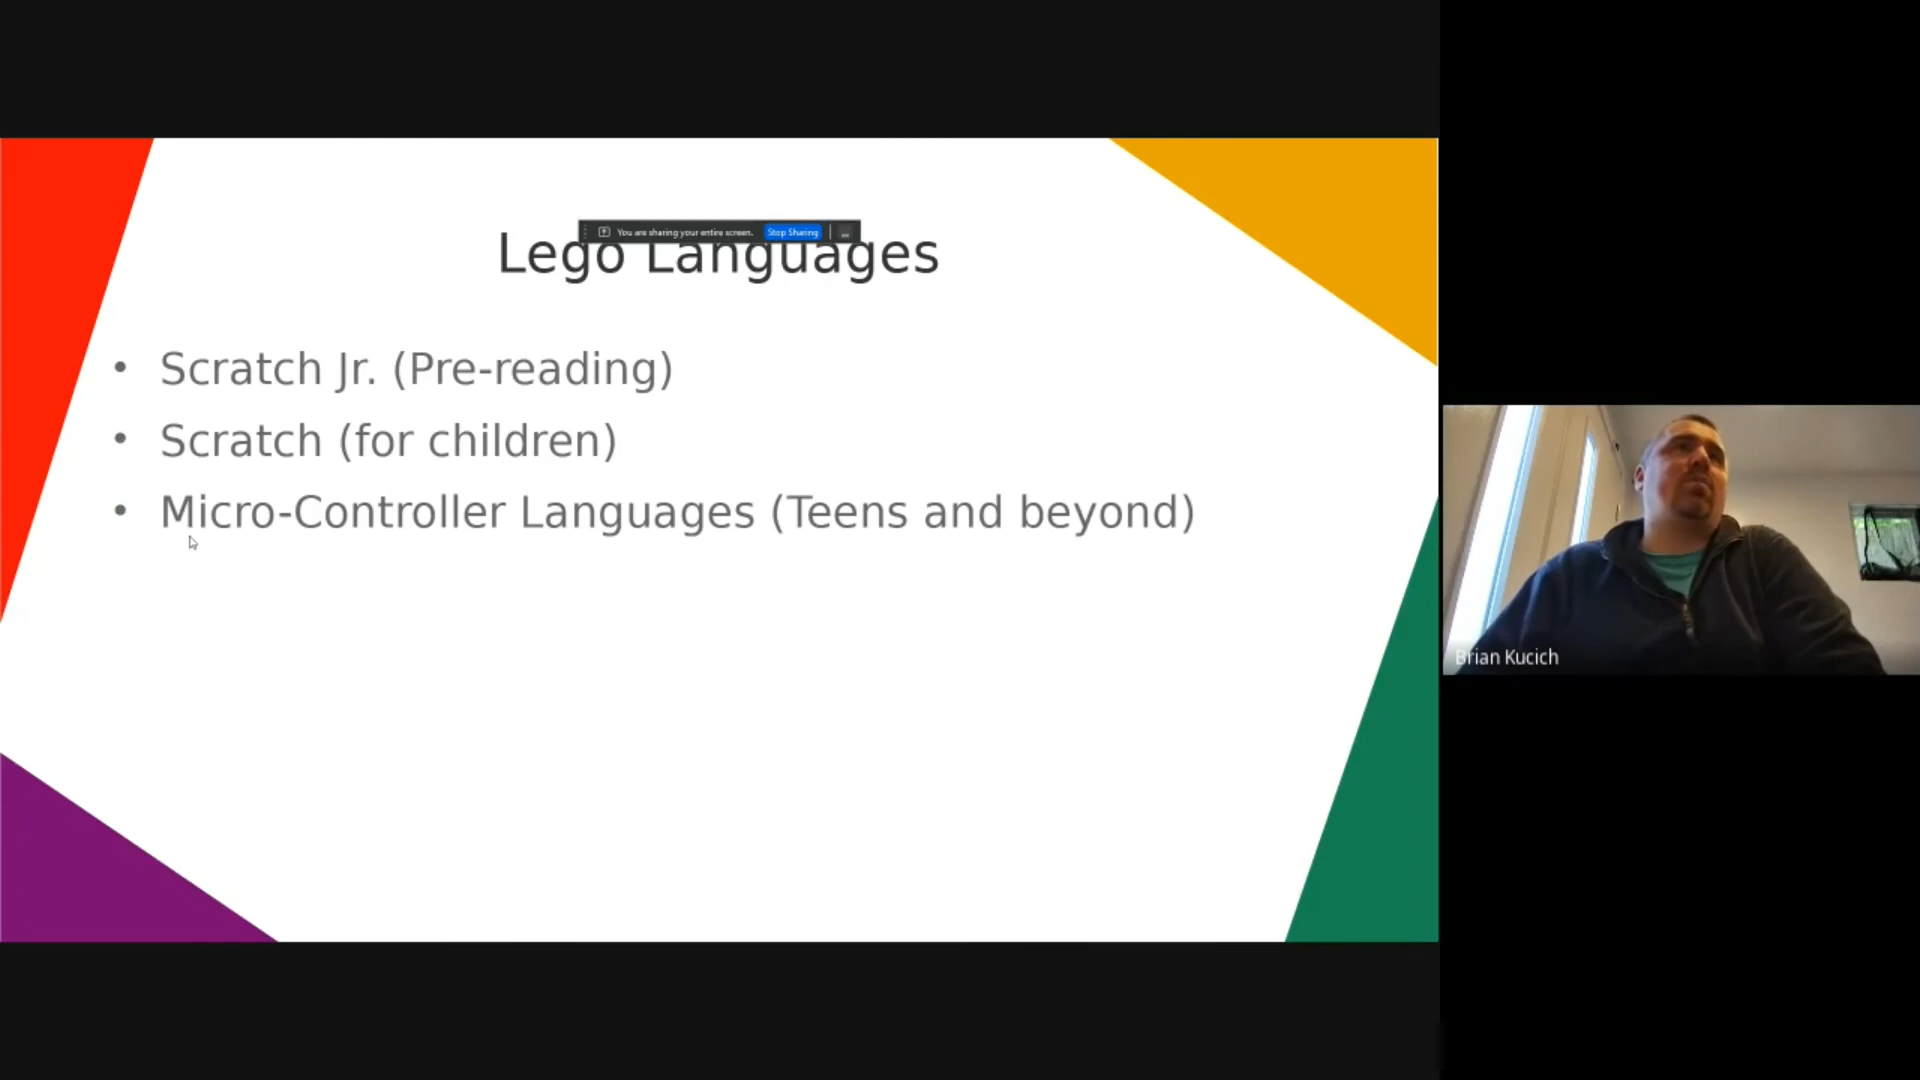 You are sharing your entire screen. Stop Sharing
Lego Languages
• Scratch Jr. (Pre-reading)
• Scratch (for children)
• Micro-Controller Languages (Teens and beyond)
Brian Kucich